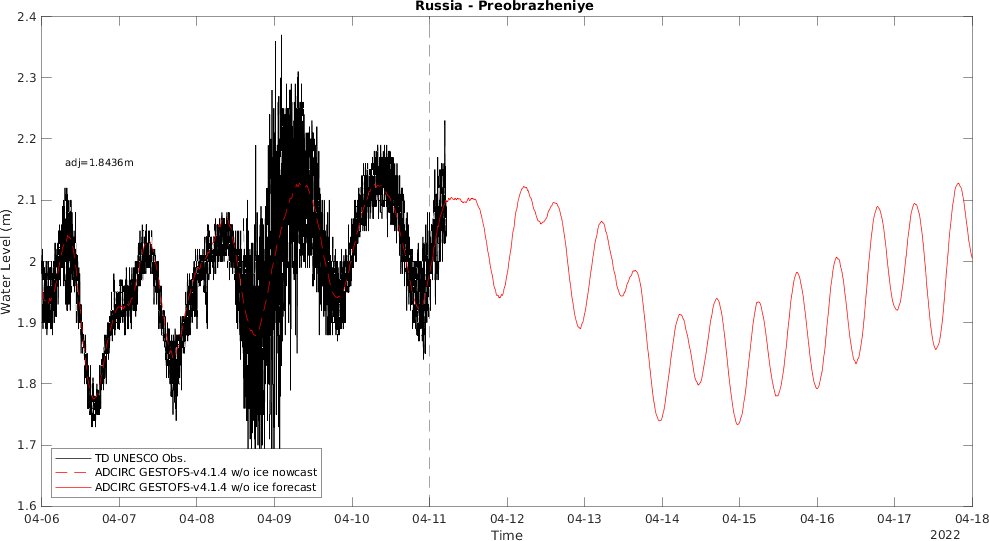 Russia - Preobrazheniye
2.4
2.3
2.2
2.1
2
1.9
1.8
1.7
1.6
Water Level (m)
adj=1.8436m
TD UNESCO Obs.
ADCIRC GESTOFS-v4.1.4 w/o ice nowcast
ADCIRC GESTOFS-v4.1.4 w/o ice forecast
04-06 04-07 04-08 04-09 04-10 04-11 04-12 04-13 04-14 04-15 04-16 04-17 04-18
Time
2022